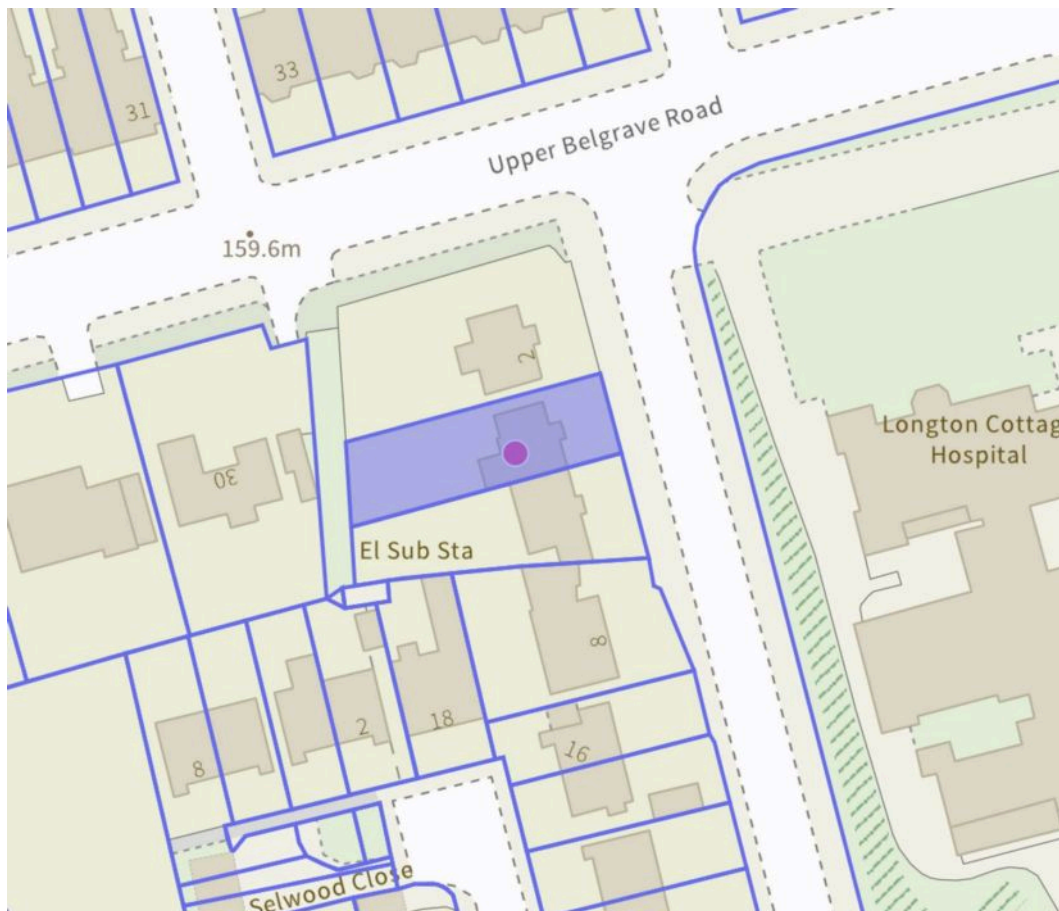 33
31
Upper Belgrave Road
159.6m
2
Longton Cottag
Hospital
30
El Sub Sta
8
2
18
8
16
Selwood Close